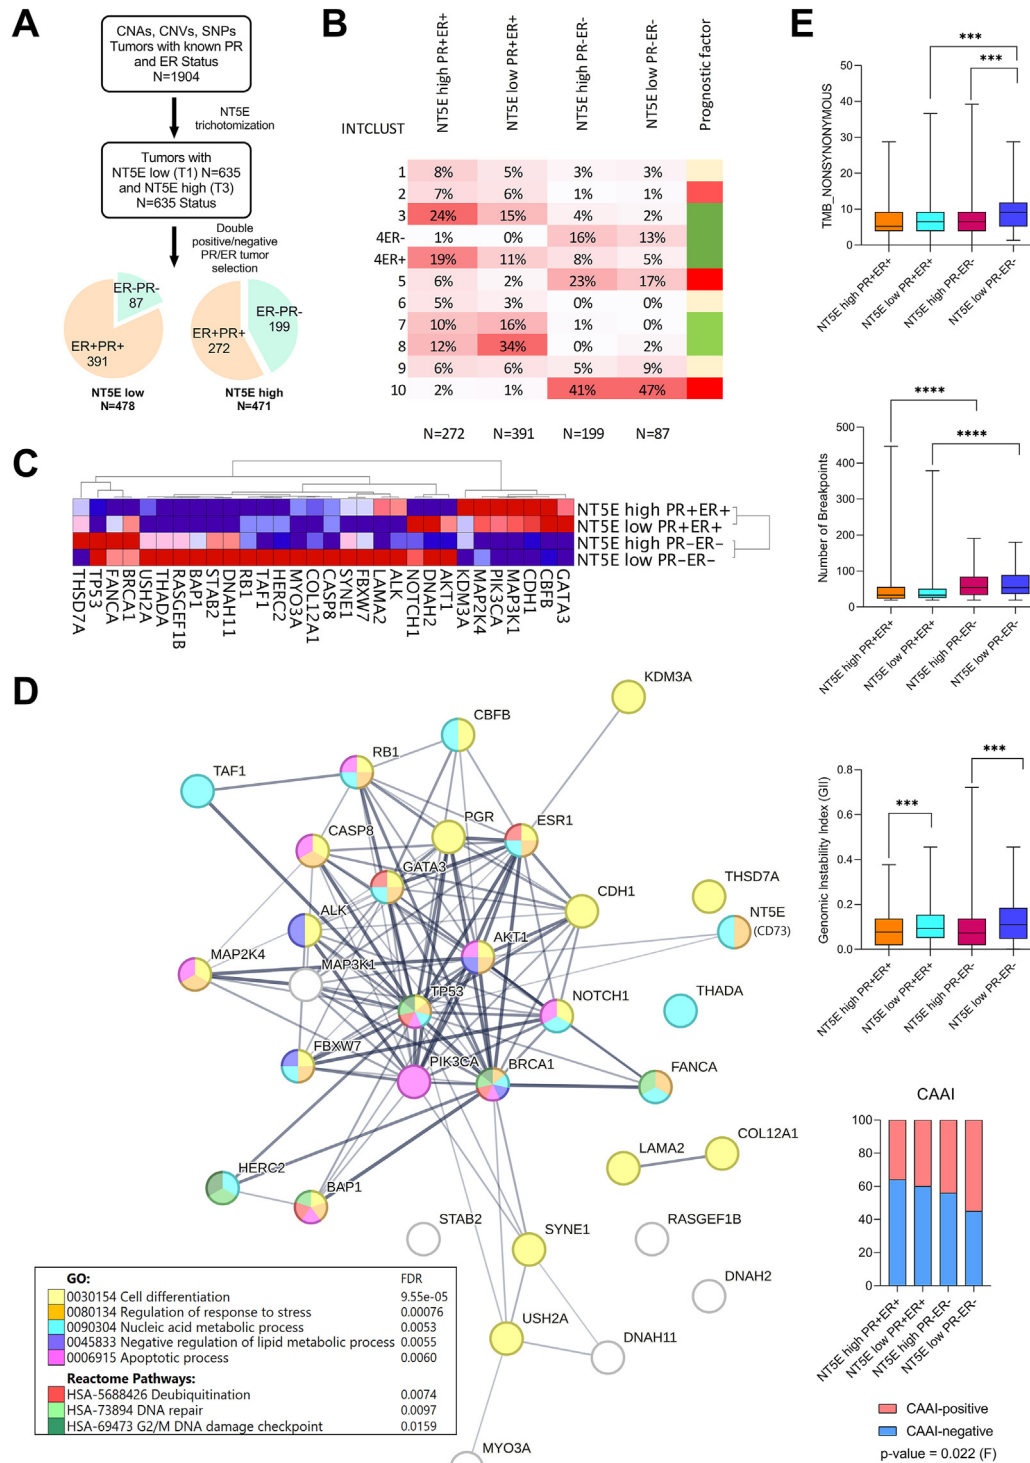 A
CNAs, CNVs, SNPs
Tumors with known PR
and ER Status
N=1904
NT5E
trichotomization
Tumors with
NT5E low (T1) N=635
and NT5E high (T3)
N=635 Status
Double
positive/negative
PR/ER tumor
selection
ER-PR-
87
ER+PR+
391
ER-PR-
199
ER+PR+
272
NT5E low
N=478
NT5E high
N=471
B
NT5E high PR+ER+
NT5E low PR+ER+
NT5E high PR-ER-
NT5E low PR-ER-
Prognostic factor
INTCLUST
1 8% 5% 3% 3%
2 7% 6% 1% 1%
3 24% 15% 4% 2%
4ER- 1% 0% 16% 13%
4ER+ 19% 11% 8% 5%
5 6% 2% 23% 17%
6 5% 3% 0% 0%
7 10% 16% 1% 0%
8 12% 34% 0% 2%
9 6% 6% 5% 9%
10 2% 1% 41% 47%
N=272 N=391 N=199 N=87
C
NT5E high PR+ER+
NT5E low PR+ER+
NT5E high PR−ER−
NT5E low PR−ER−
THSD7A
TP53
FANCA
BRCA1
USH2A
THADA
RASGEF1B
BAP1
STAB2
DNAH11
RB1
TAF1
HERC2
MYO3A
COL12A1
CASP8
SYNE1
FBXW7
LAMA2
ALK
NOTCH1
DNAH2
AKT1
KDM3A
MAP2K4
PIK3CA
MAP3K1
CDH1
CBFB
GATA3
D
KDM3A
CBFB
RB1
TAF1
PGR
ESR1
CASP8
GATA3
THSD7A
CDH1
NT5E
(CD73)
ALK
AKT1
MAP2K4
MAP3K1
THADA
TP53
NOTCH1
FBXW7
PIK3CA
BRCA1
FANCA
COL12A1
LAMA2
HERC2
BAP1
STAB2
RASGEF1B
SYNE1
DNAH2
USH2A
DNAH11
MYO3A
GO: FDR
0030154 Cell differentiation 9.55e-05
0080134 Regulation of response to stress 0.00076
0090304 Nucleic acid metabolic process 0.0053
0045833 Negative regulation of lipid metabolic process 0.0055
0006915 Apoptotic process 0.0060
Reactome Pathways:
HSA-5688426 Deubiquitination 0.0074
HSA-73894 DNA repair 0.0097
HSA-69473 G2/M DNA damage checkpoint 0.0159
E
TMB_NONSYNONYMOUS
50
40
30
20
10
0
***
***
NT5E high PR+ER+
NT5E low PR+ER+
NT5E high PR-ER-
NT5E low PR-ER-
Number of Breakpoints
500
400
300
200
100
0
****
****
NT5E high PR+ER+
NT5E low PR+ER+
NT5E high PR-ER-
NT5E low PR-ER-
Genomic Instability Index (GII)
0.8
0.6
0.4
0.2
0.0
***
***
NT5E high PR+ER+
NT5E low PR+ER+
NT5E high PR-ER-
NT5E low PR-ER-
CAAI
100
80
60
40
20
0
NT5E high PR+ER+
NT5E low PR+ER+
NT5E high PR-ER-
NT5E low PR-ER-
CAAI-positive
CAAI-negative
p-value = 0.022 (F)